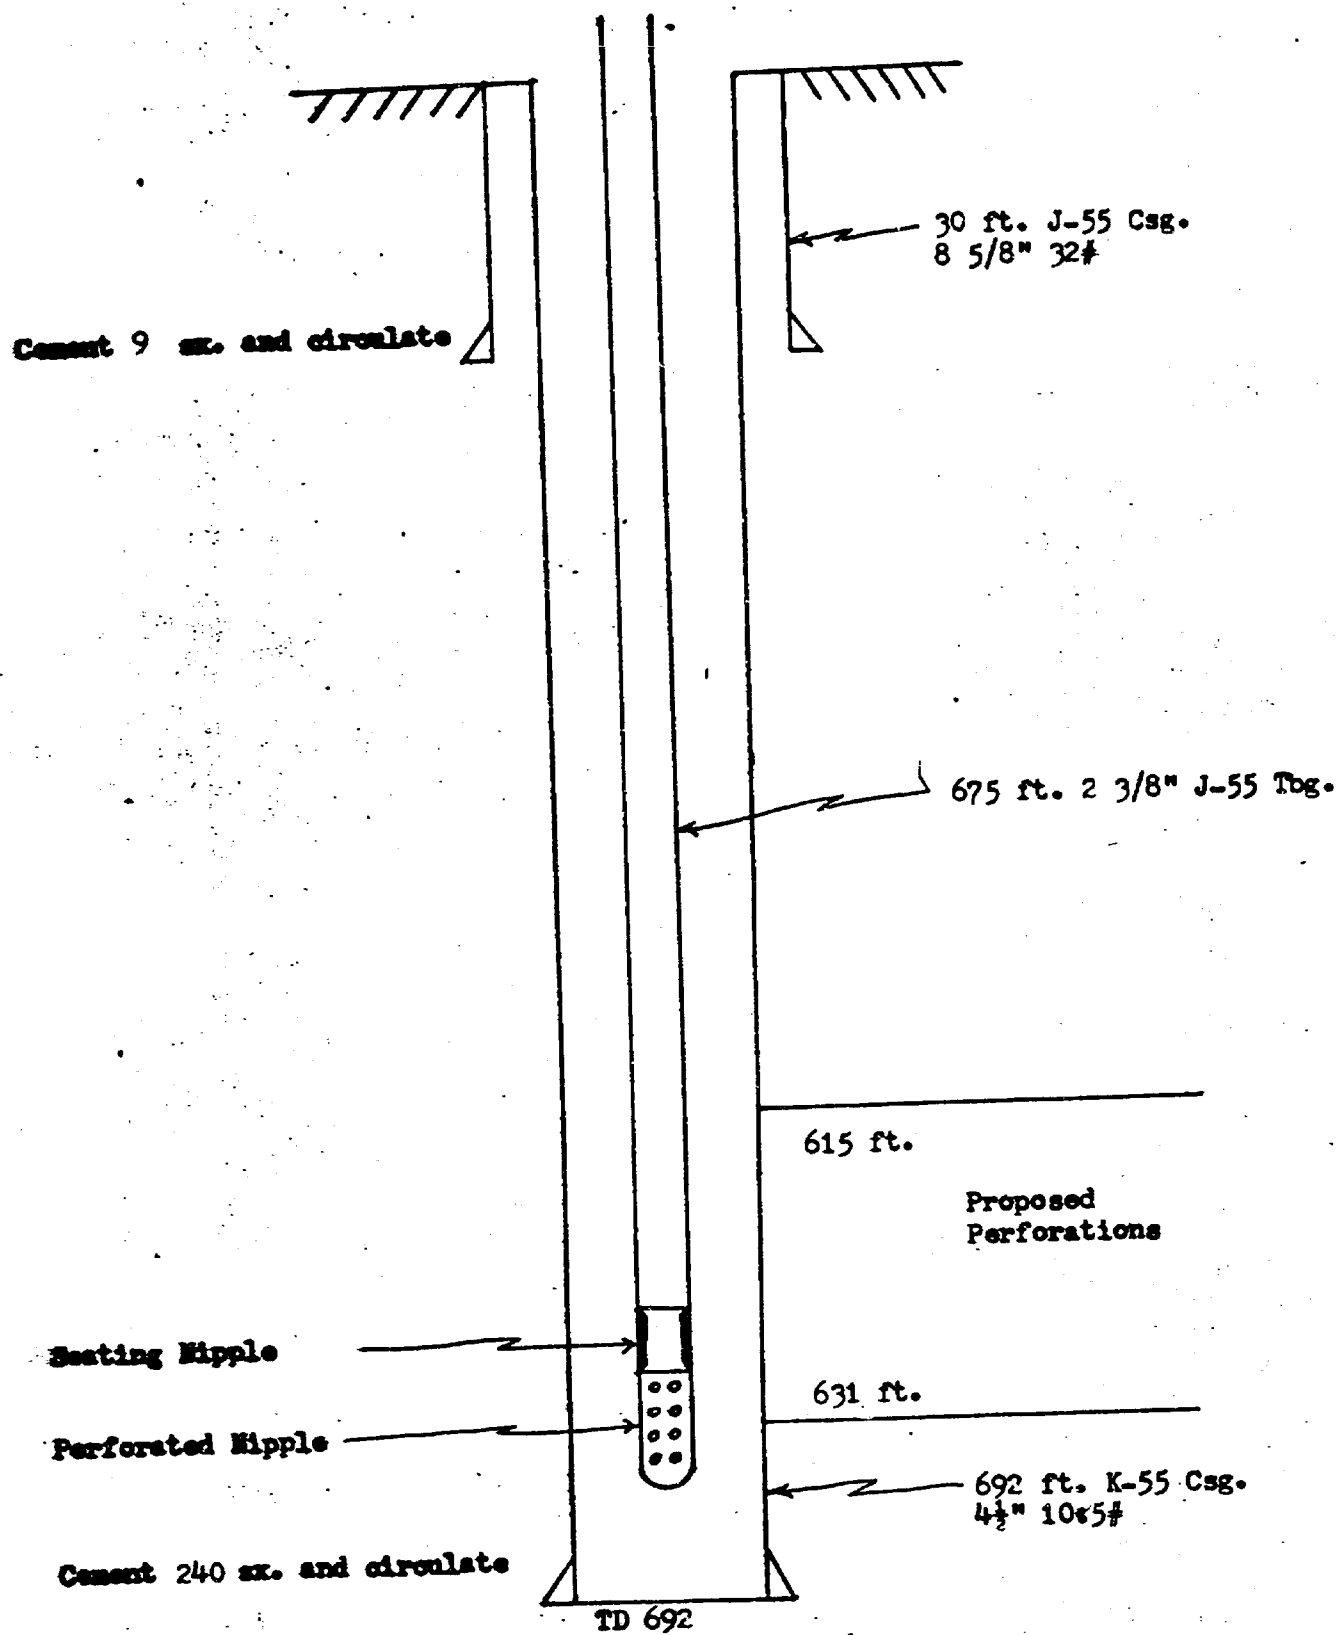 30 ft. J-55 Csg.
8 5/8" 32#
Cement 9 sx. and circulate
675 ft. 2 3/8" J-55 Tbg.
615 ft.
Proposed
Perforations
Seating Nipple
631 ft.
Perforated Nipple
692 ft. K-55 Csg.
4½" 10.5#
Cement 240 sx. and circulate
TD 692